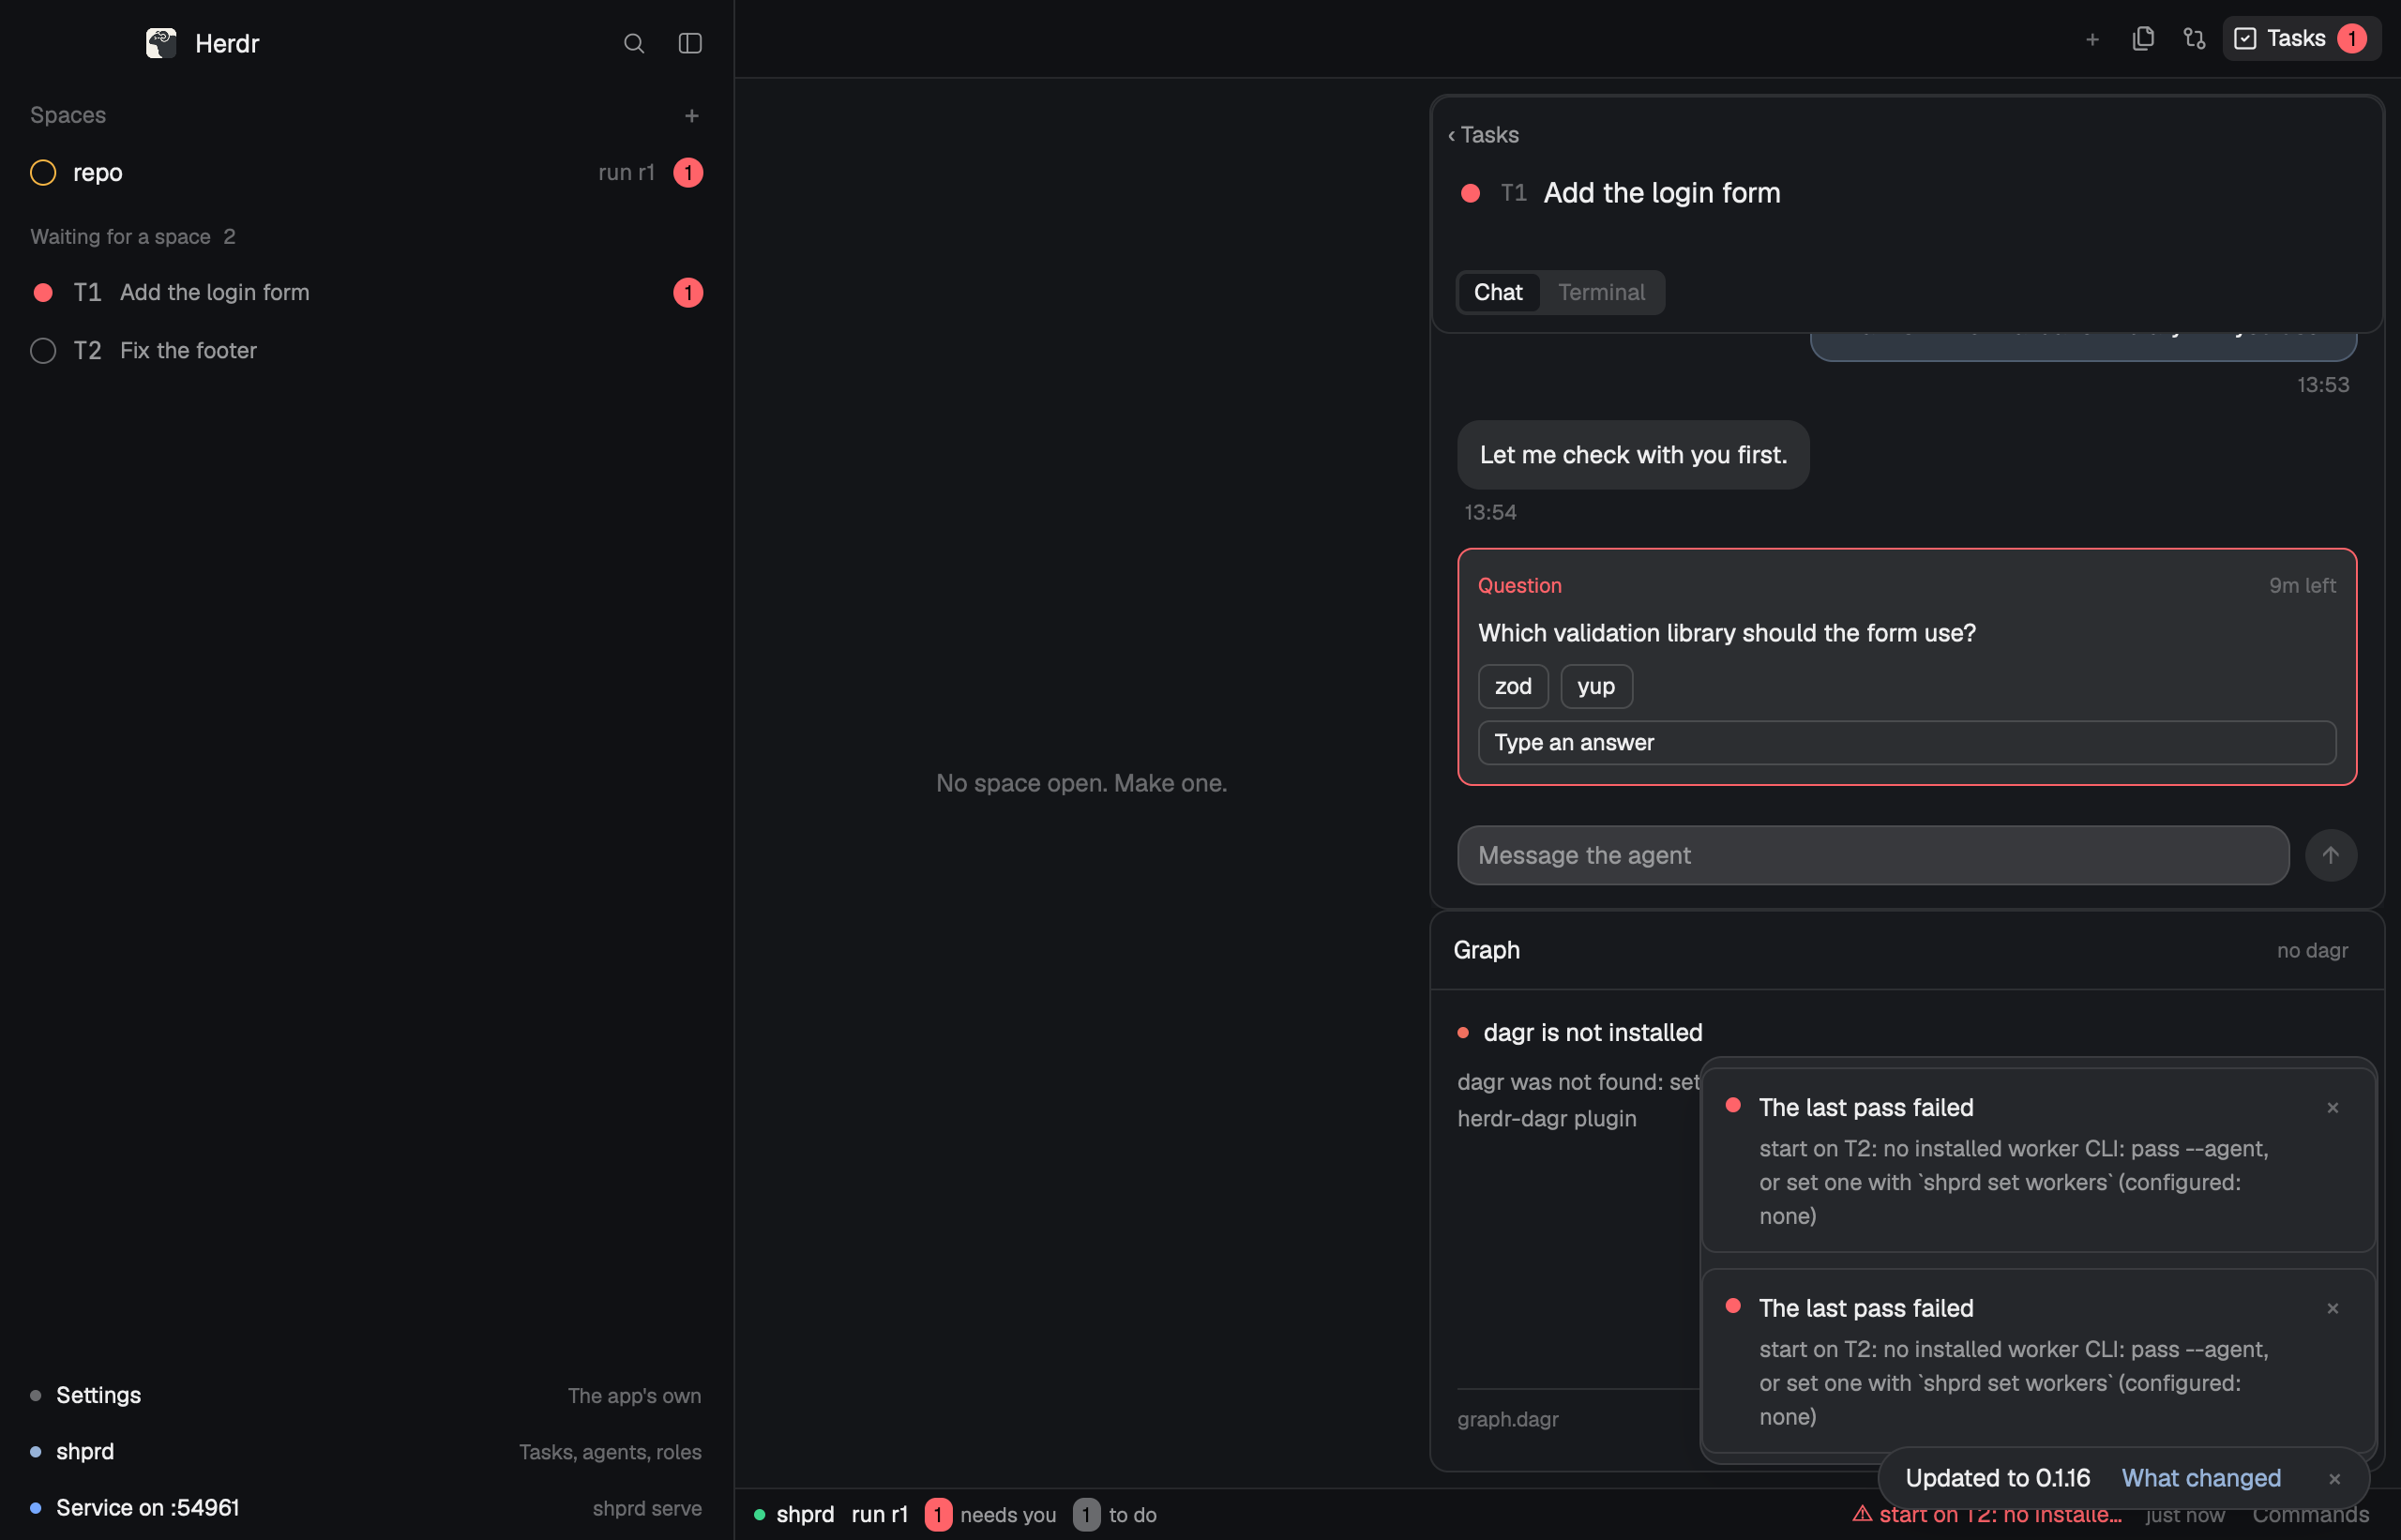 Herdr
Tasks 1
Spaces
repo run r1 1
Waiting for a space 2
T1 Add the login form 1
T2 Fix the footer
No space open. Make one.
‹ Tasks
T1 Add the login form
Chat Terminal
13:53
Let me check with you first.
13:54
Question 9m left
Which validation library should the form use?
zod yup
Type an answer
Message the agent
Graph no dagr
dagr is not installed
dagr was not found: set
herdr-dagr plugin
graph.dagr
The last pass failed
start on T2: no installed worker CLI: pass --agent,
or set one with `shprd set workers` (configured:
none)
The last pass failed
start on T2: no installed worker CLI: pass --agent,
or set one with `shprd set workers` (configured:
none)
Updated to 0.1.16 What changed
Settings The app's own
shprd Tasks, agents, roles
Service on :54961 shprd serve
shprd run r1 1 needs you 1 to do
start on T2: no installe... just now Commands